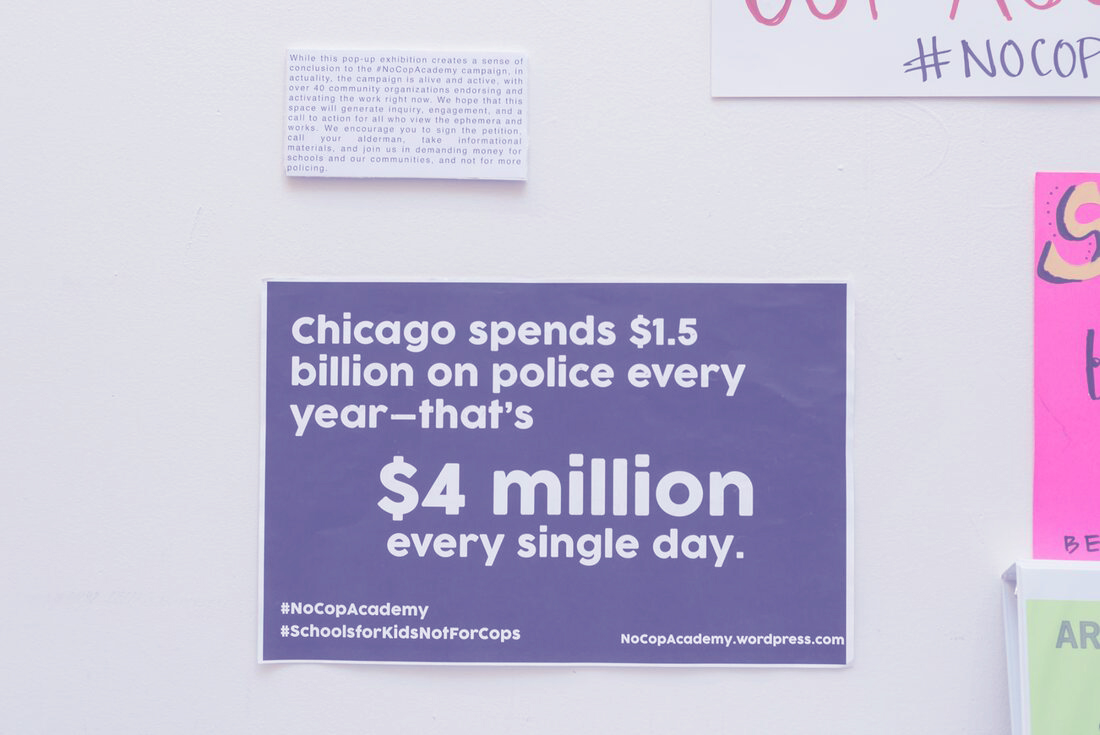 While this pop-up exhibition creates a sense of
conclusion to the #NoCopAcademy campaign, in
actuality, the campaign is alive and active, with
over 40 community organizations endorsing and
activating the work right now. We hope that this
space will generate inquiry, engagement, and a
call to action for all who view the ephemera and
works. We encourage you to sign the petition,
call your alderman, take informational
materials, and join us in demanding money for
schools and our communities, and not for more
policing.
#NOCOP
Chicago spends $1.5
billion on police every
year—that's
$4 million
every single day.
#NoCopAcademy
#SchoolsforKidsNotForCops
NoCopAcademy.wordpress.com
BE
AR